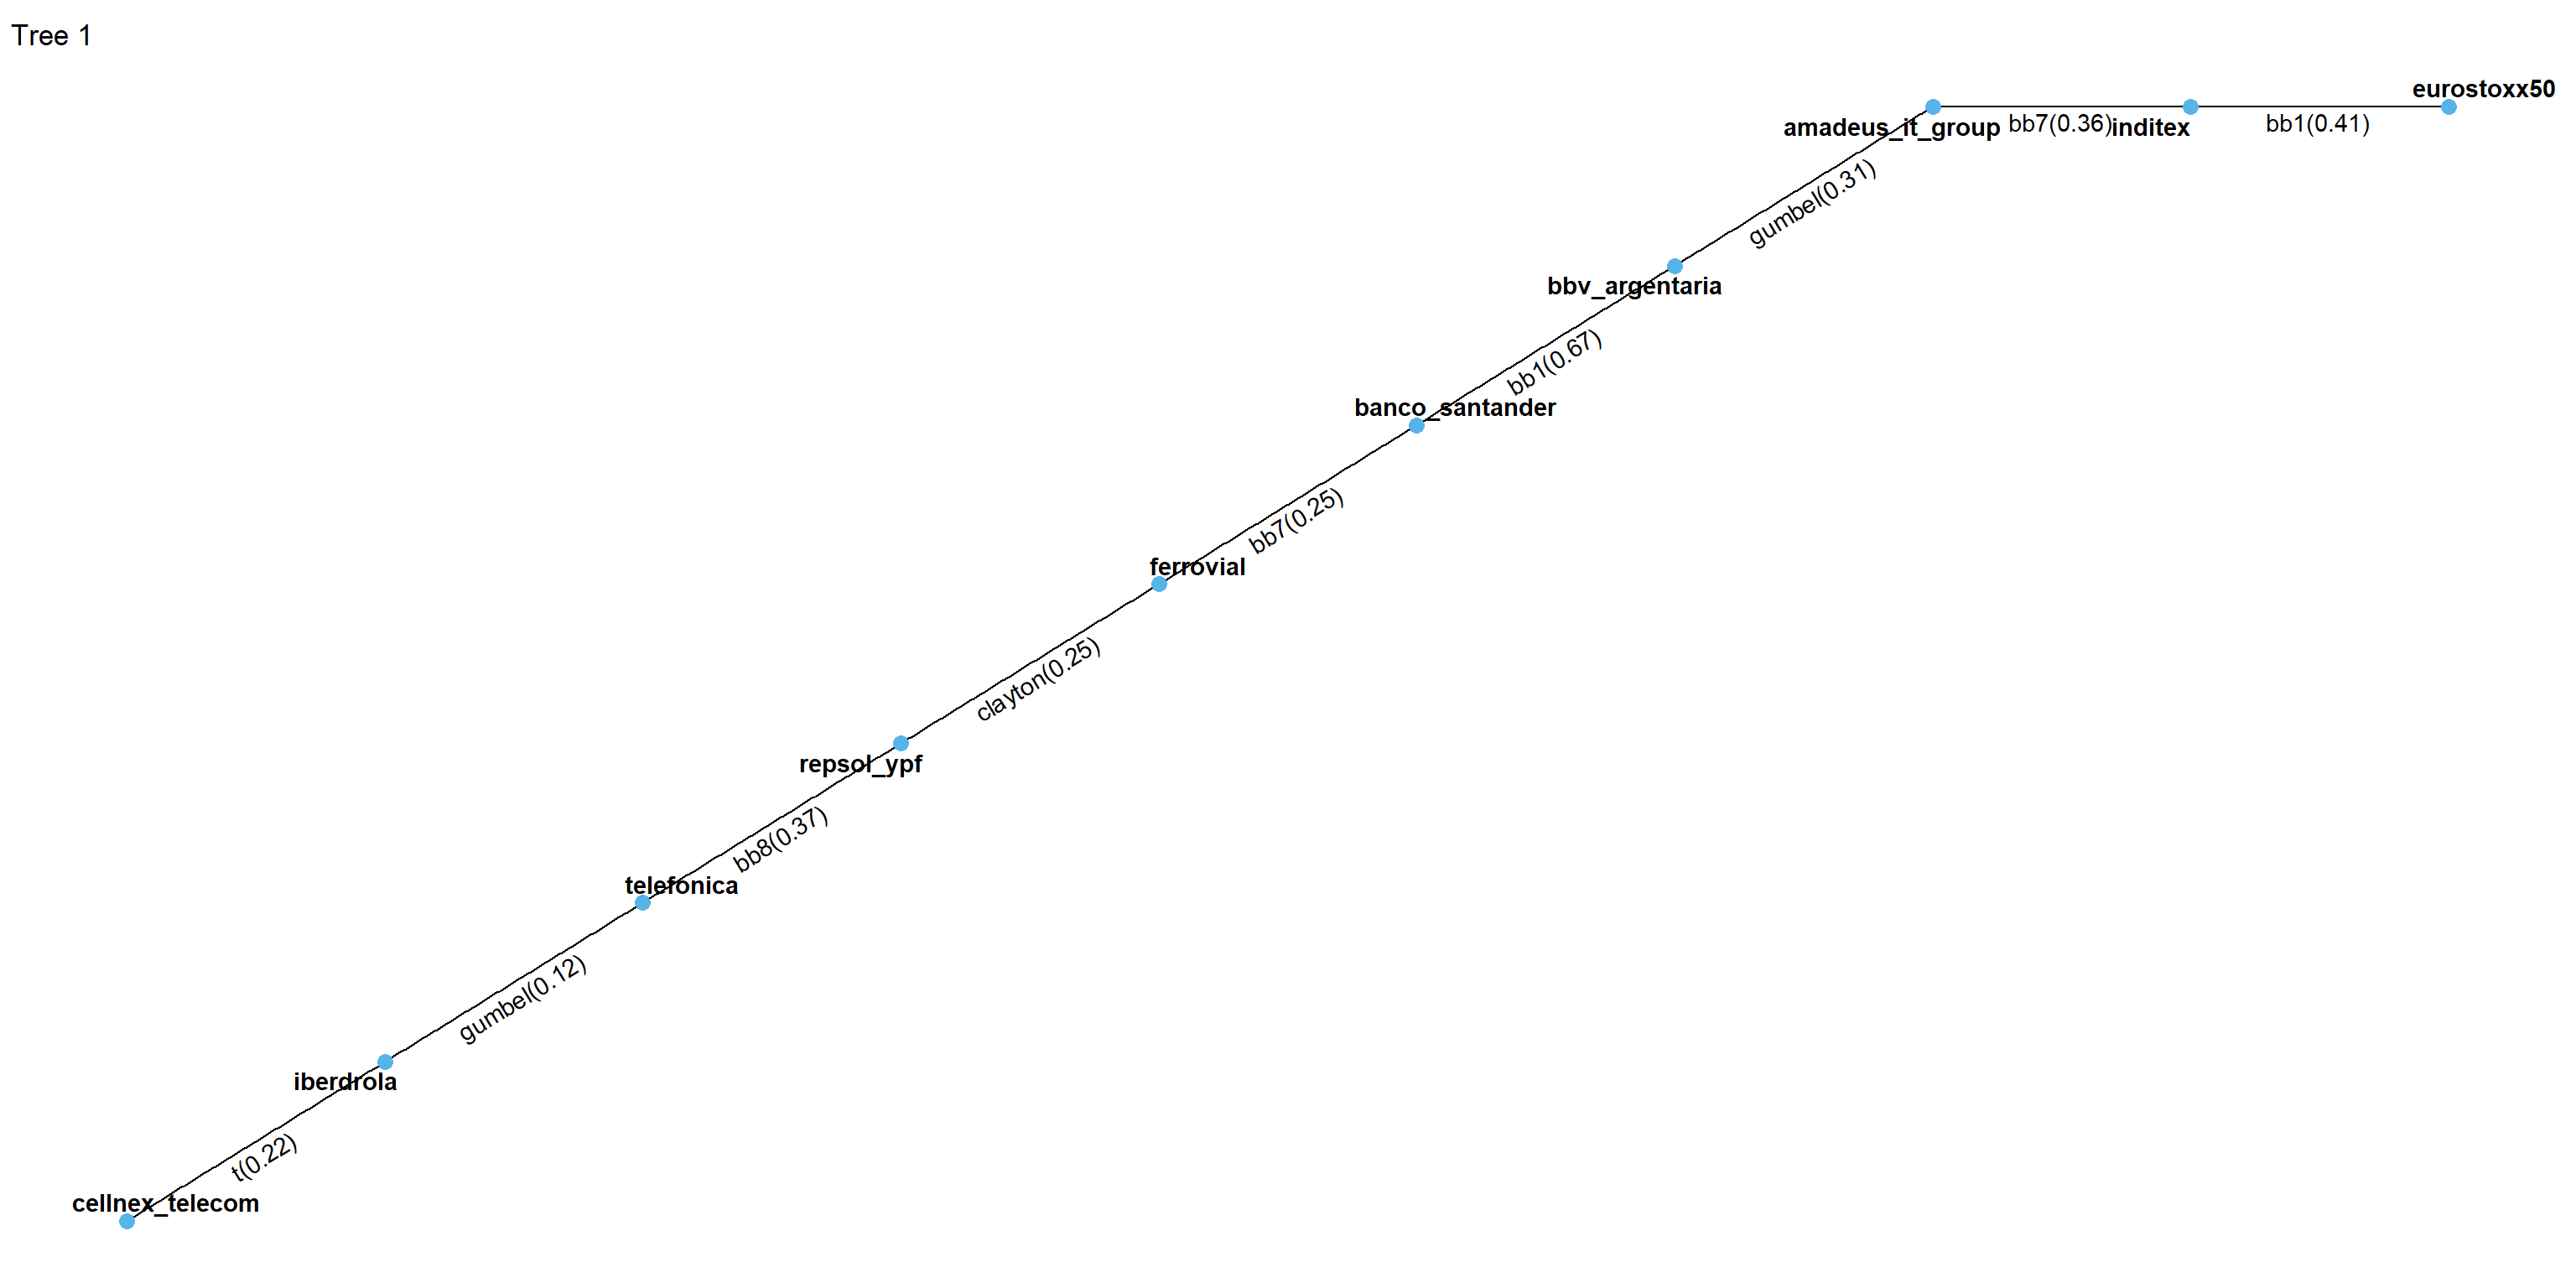 Tree 1
eurostoxx50
amadeus_it_group
bb7(0.36)
inditex
bb1(0.41)
gumbel(0.31)
bbv_argentaria
bb1(0.67)
banco_santander
bb7(0.25)
ferrovial
clayton(0.25)
repsol_ypf
bb8(0.37)
telefonica
gumbel(0.12)
iberdrola
t(0.22)
cellnex_telecom